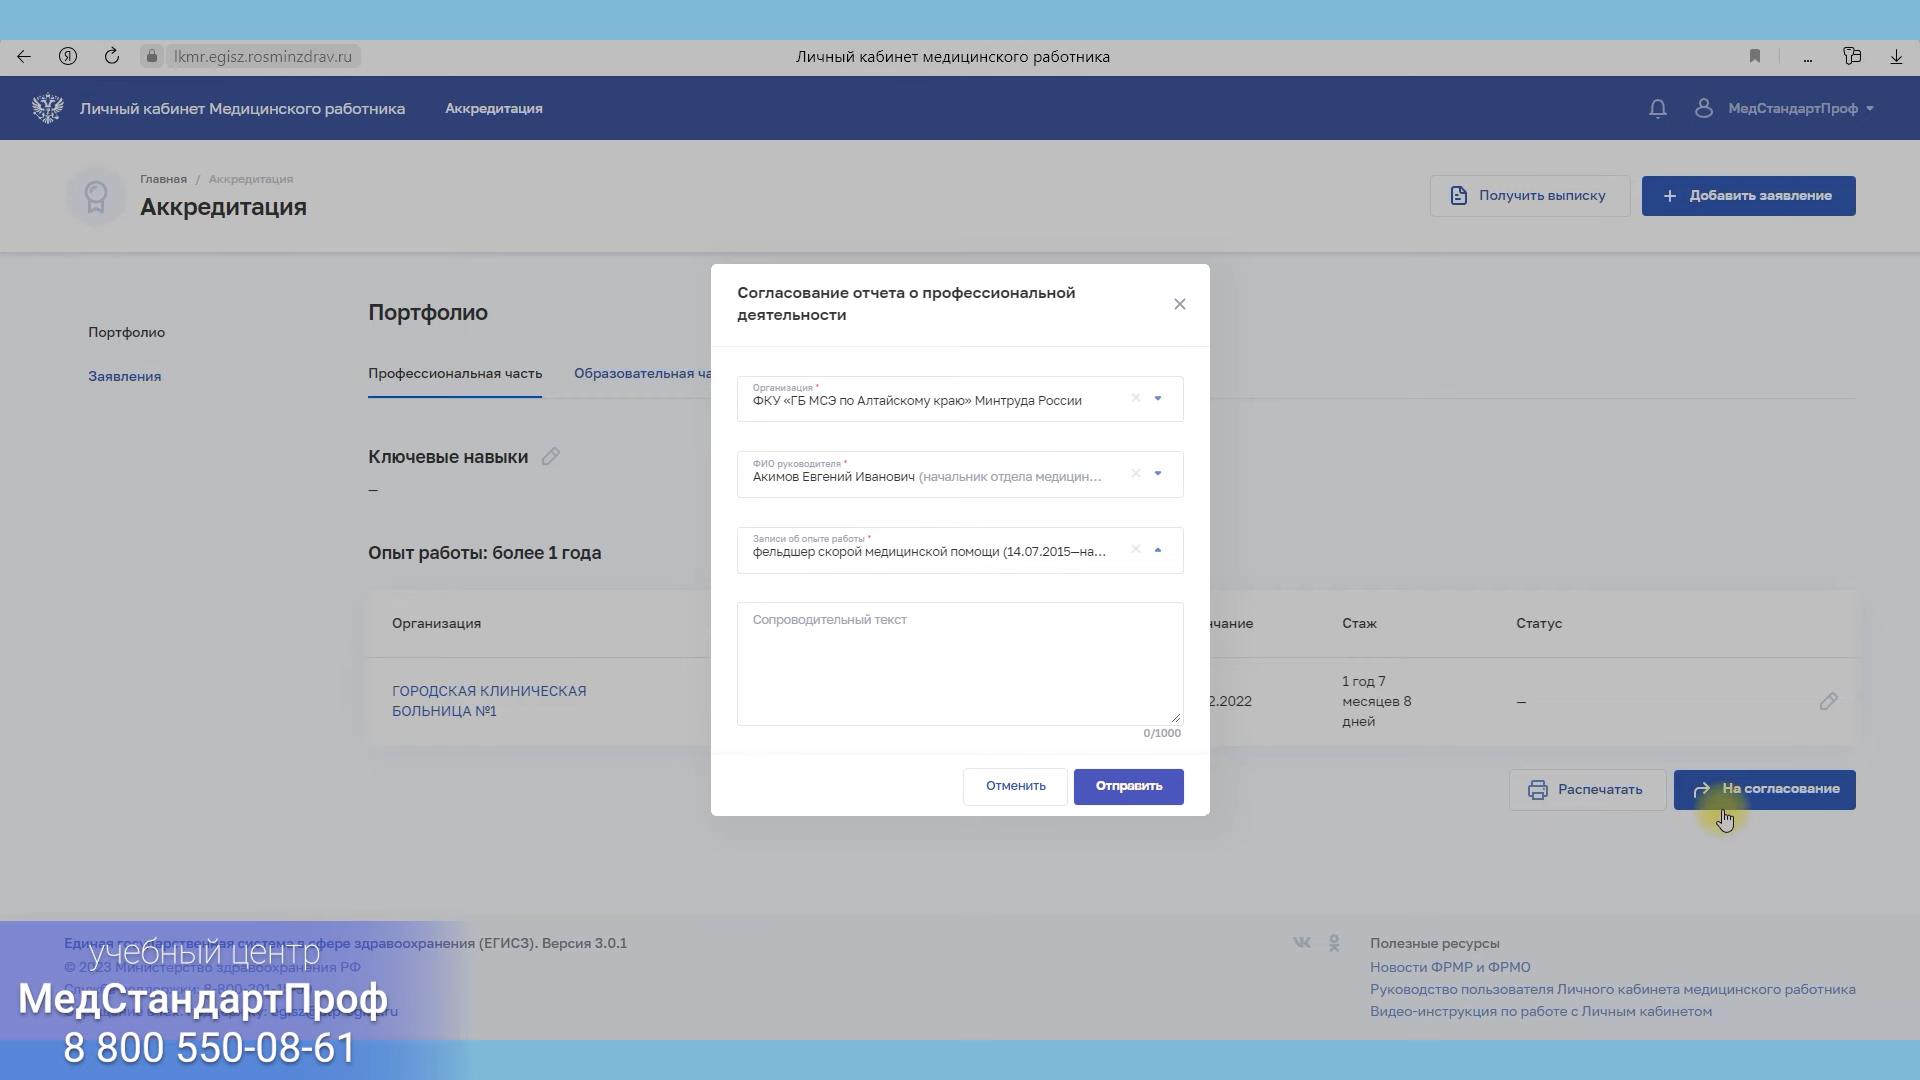 lkmr.egisz.rosminzdrav.ru
Личный кабинет медицинского работника
...
Личный кабинет Медицинского работника
Аккредитация
МедСтандартПроф
Главная / Аккредитация
Аккредитация
Получить выписку
+ Добавить заявление
Портфолио
Заявления
Портфолио
Профессиональная часть
Образовательная ча
Ключевые навыки
—
Опыт работы: более 1 года
Организация
нчание
Стаж
Статус
ГОРОДСКАЯ КЛИНИЧЕСКАЯ
БОЛЬНИЦА №1
2.2022
1 год 7
месяцев 8
дней
—
Распечатать
На согласование
Согласование отчета о профессиональной
деятельности
Организация *
ФКУ «ГБ МСЭ по Алтайскому краю» Минтруда России
ФИО руководителя *
Акимов Евгений Иванович (начальник отдела медицин...
Записи об опыте работы *
фельдшер скорой медицинской помощи (14.07.2015—на...
Сопроводительный текст
0/1000
Отменить
Отправить
Единая государственная система в сфере здравоохранения (ЕГИСЗ). Версия 3.0.1
© 2023 Министерство здравоохранения РФ
Полезные ресурсы
Новости ФРМР и ФРМО
Руководство пользователя Личного кабинета медицинского работника
Видео-инструкция по работе с Личным кабинетом
учебный центр
МедСтандартПроф
8 800 550-08-61